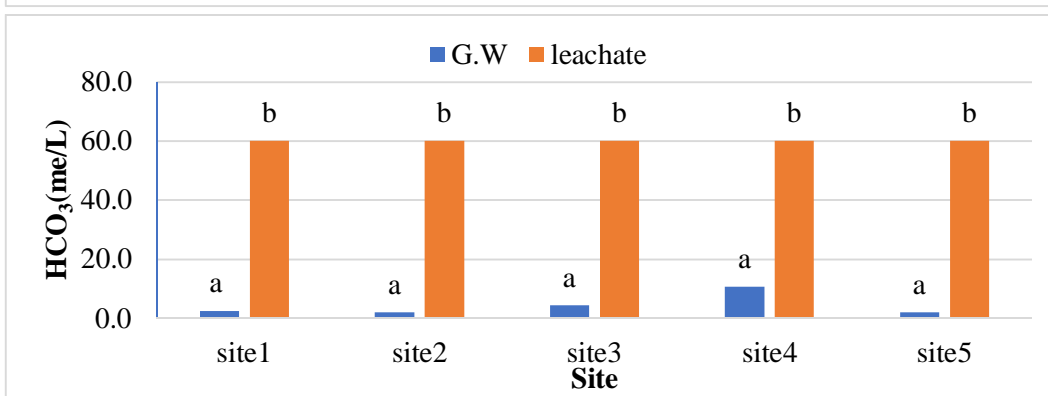 G.W leachate
80.0
b b b b b
60.0
40.0
20.0
a a a a a
0.0
HCO₃(me/L)
site1 site2 site3 site4 site5
Site